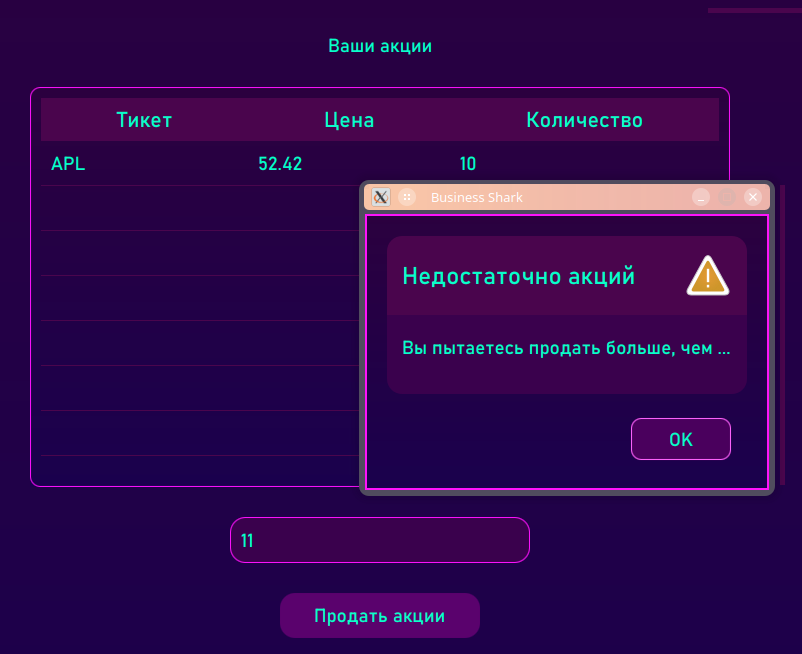 Ваши акции
Тикет Цена Количество
APL 52.42 10
Business Shark
Недостаточно акций
Вы пытаетесь продать больше, чем ...
OK
11
Продать акции